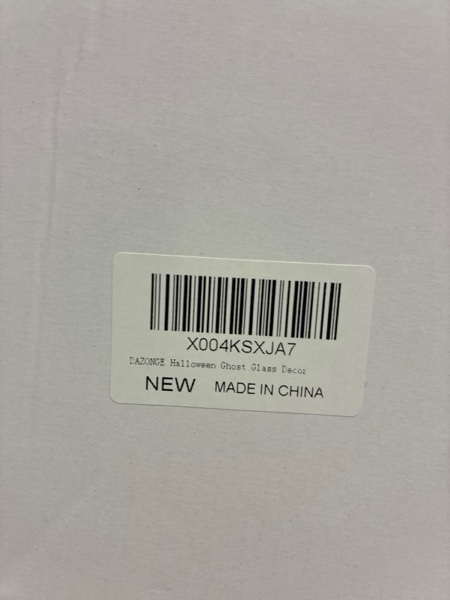 X004KSXJA7
DAZONGE Halloween Ghost Glass Decor
NEW MADE IN CHINA